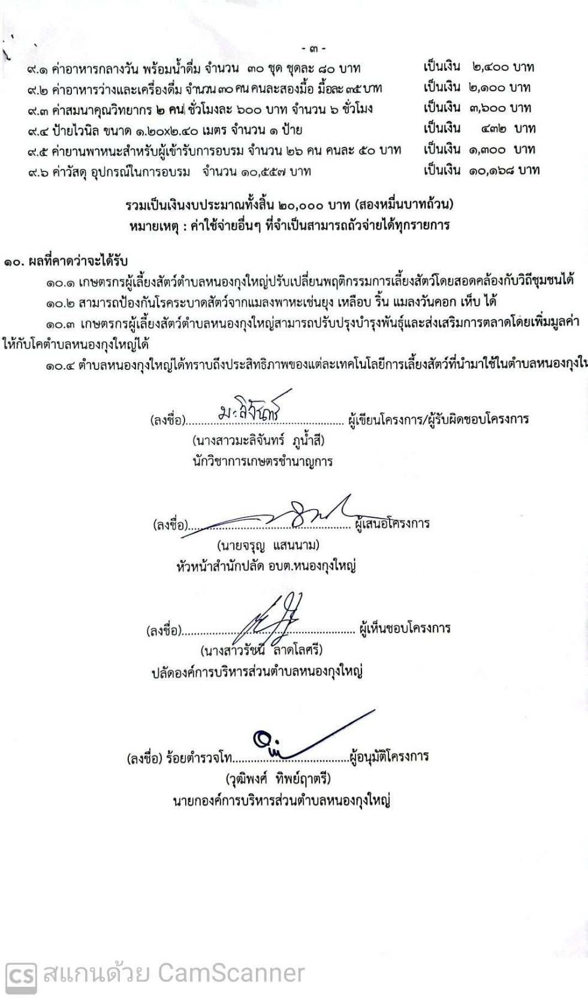 - ๓ -
๙.๑ ค่าอาหารกลางวัน พร้อมน้ำดื่ม จำนวน ๓๐ ชุด ชุดละ ๘๐ บาท เป็นเงิน ๒,๔๐๐ บาท
๙.๒ ค่าอาหารว่างและเครื่องดื่ม จำนวน ๓๐ คน คนละสองมื้อ มื้อละ ๓๕ บาท เป็นเงิน ๒,๑๐๐ บาท
๙.๓ ค่าสมนาคุณวิทยากร ๒ คน ชั่วโมงละ ๖๐๐ บาท จำนวน ๖ ชั่วโมง เป็นเงิน ๓,๖๐๐ บาท
๙.๔ ป้ายไวนิล ขนาด ๑.๒๐x๒.๔๐ เมตร จำนวน ๑ ป้าย เป็นเงิน ๔๓๒ บาท
๙.๕ ค่ายานพาหนะสำหรับผู้เข้ารับการอบรม จำนวน ๒๖ คน คนละ ๕๐ บาท เป็นเงิน ๑,๓๐๐ บาท
๙.๖ ค่าวัสดุ อุปกรณ์ในการอบรม จำนวน ๑๐,๕๕๗ บาท เป็นเงิน ๑๐,๑๖๘ บาท
รวมเป็นเงินงบประมาณทั้งสิ้น ๒๐,๐๐๐ บาท (สองหมื่นบาทถ้วน)
หมายเหตุ : ค่าใช้จ่ายอื่นๆ ที่จำเป็นสามารถถัวจ่ายได้ทุกรายการ
๑๐. ผลที่คาดว่าจะได้รับ
๑๐.๑ เกษตรกรผู้เลี้ยงสัตว์ตำบลหนองกุงใหญ่ปรับเปลี่ยนพฤติกรรมการเลี้ยงสัตว์โดยสอดคล้องกับวิถีชุมชนได้
๑๐.๒ สามารถป้องกันโรคระบาดสัตว์จากแมลงพาหะเช่นยุง เหลือบ ริ้น แมลงวันคอก เห็บ ได้
๑๐.๓ เกษตรกรผู้เลี้ยงสัตว์ตำบลหนองกุงใหญ่สามารถปรับปรุงบำรุงพันธุ์และส่งเสริมการตลาดโดยเพิ่มมูลค่า
ให้กับโคตำบลหนองกุงใหญ่ได้
๑๐.๔ ตำบลหนองกุงใหญ่ได้ทราบถึงประสิทธิภาพของแต่ละเทคโนโลยีการเลี้ยงสัตว์ที่นำมาใช้ในตำบลหนองกุงให
(ลงชื่อ) มะลิจันทร์ ผู้เขียนโครงการ/ผู้รับผิดชอบโครงการ
(นางสาวมะลิจันทร์ ภูน้ำสี)
นักวิชาการเกษตรชำนาญการ
(ลงชื่อ) ผู้เสนอโครงการ
(นายจรุญ แสนนาม)
หัวหน้าสำนักปลัด อบต.หนองกุงใหญ่
(ลงชื่อ) ผู้เห็นชอบโครงการ
(นางสาวรัชนี ลาดโลศรี)
ปลัดองค์การบริหารส่วนตำบลหนองกุงใหญ่
(ลงชื่อ) ร้อยตำรวจโท ผู้อนุมัติโครงการ
(วุฒิพงศ์ ทิพย์ฤาตรี)
นายกองค์การบริหารส่วนตำบลหนองกุงใหญ่
CS สแกนด้วย CamScanner